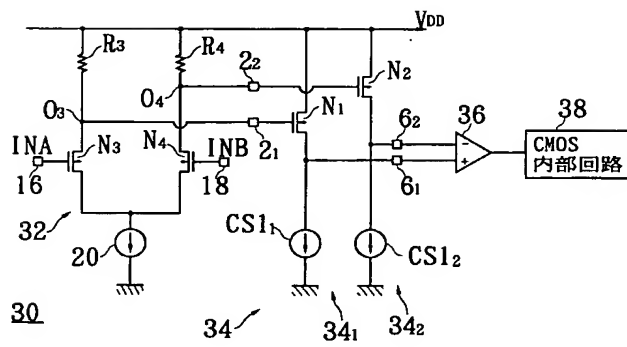 VDD
R3
R4
O3
O4
2₂
2₁
N1
N2
INA
16
N3
N4
INB
18
32
20
CS1₁
CS1₂
6₂
6₁
-
+
36
38
CMOS
内部回路
30
34
34₁
34₂